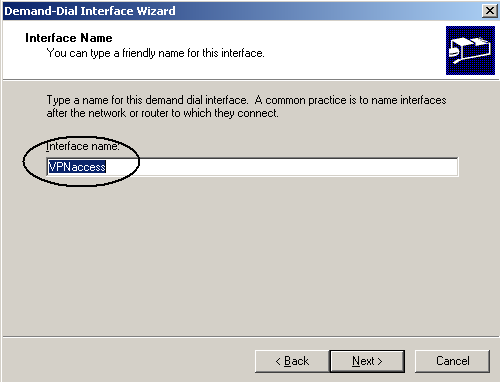 Demand-Dial Interface Wizard
Interface Name
You can type a friendly name for this interface.
Type a name for this demand dial interface. A common practice is to name interfaces
after the network or router to which they connect.
Interface name:
VPNaccess
< Back
Next >
Cancel